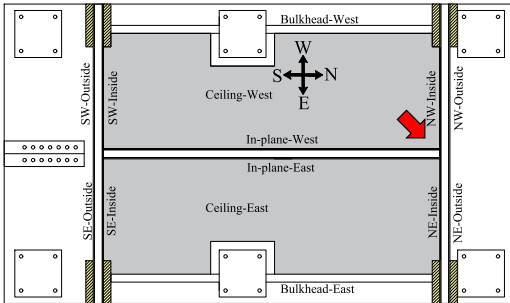 Bulkhead-West
W
S
N
E
Ceiling-West
SW-Outside
SW-Inside
NW-Inside
NW-Outside
In-plane-West
In-plane-East
SE-Outside
SE-Inside
NE-Inside
NE-Outside
Ceiling-East
Bulkhead-East